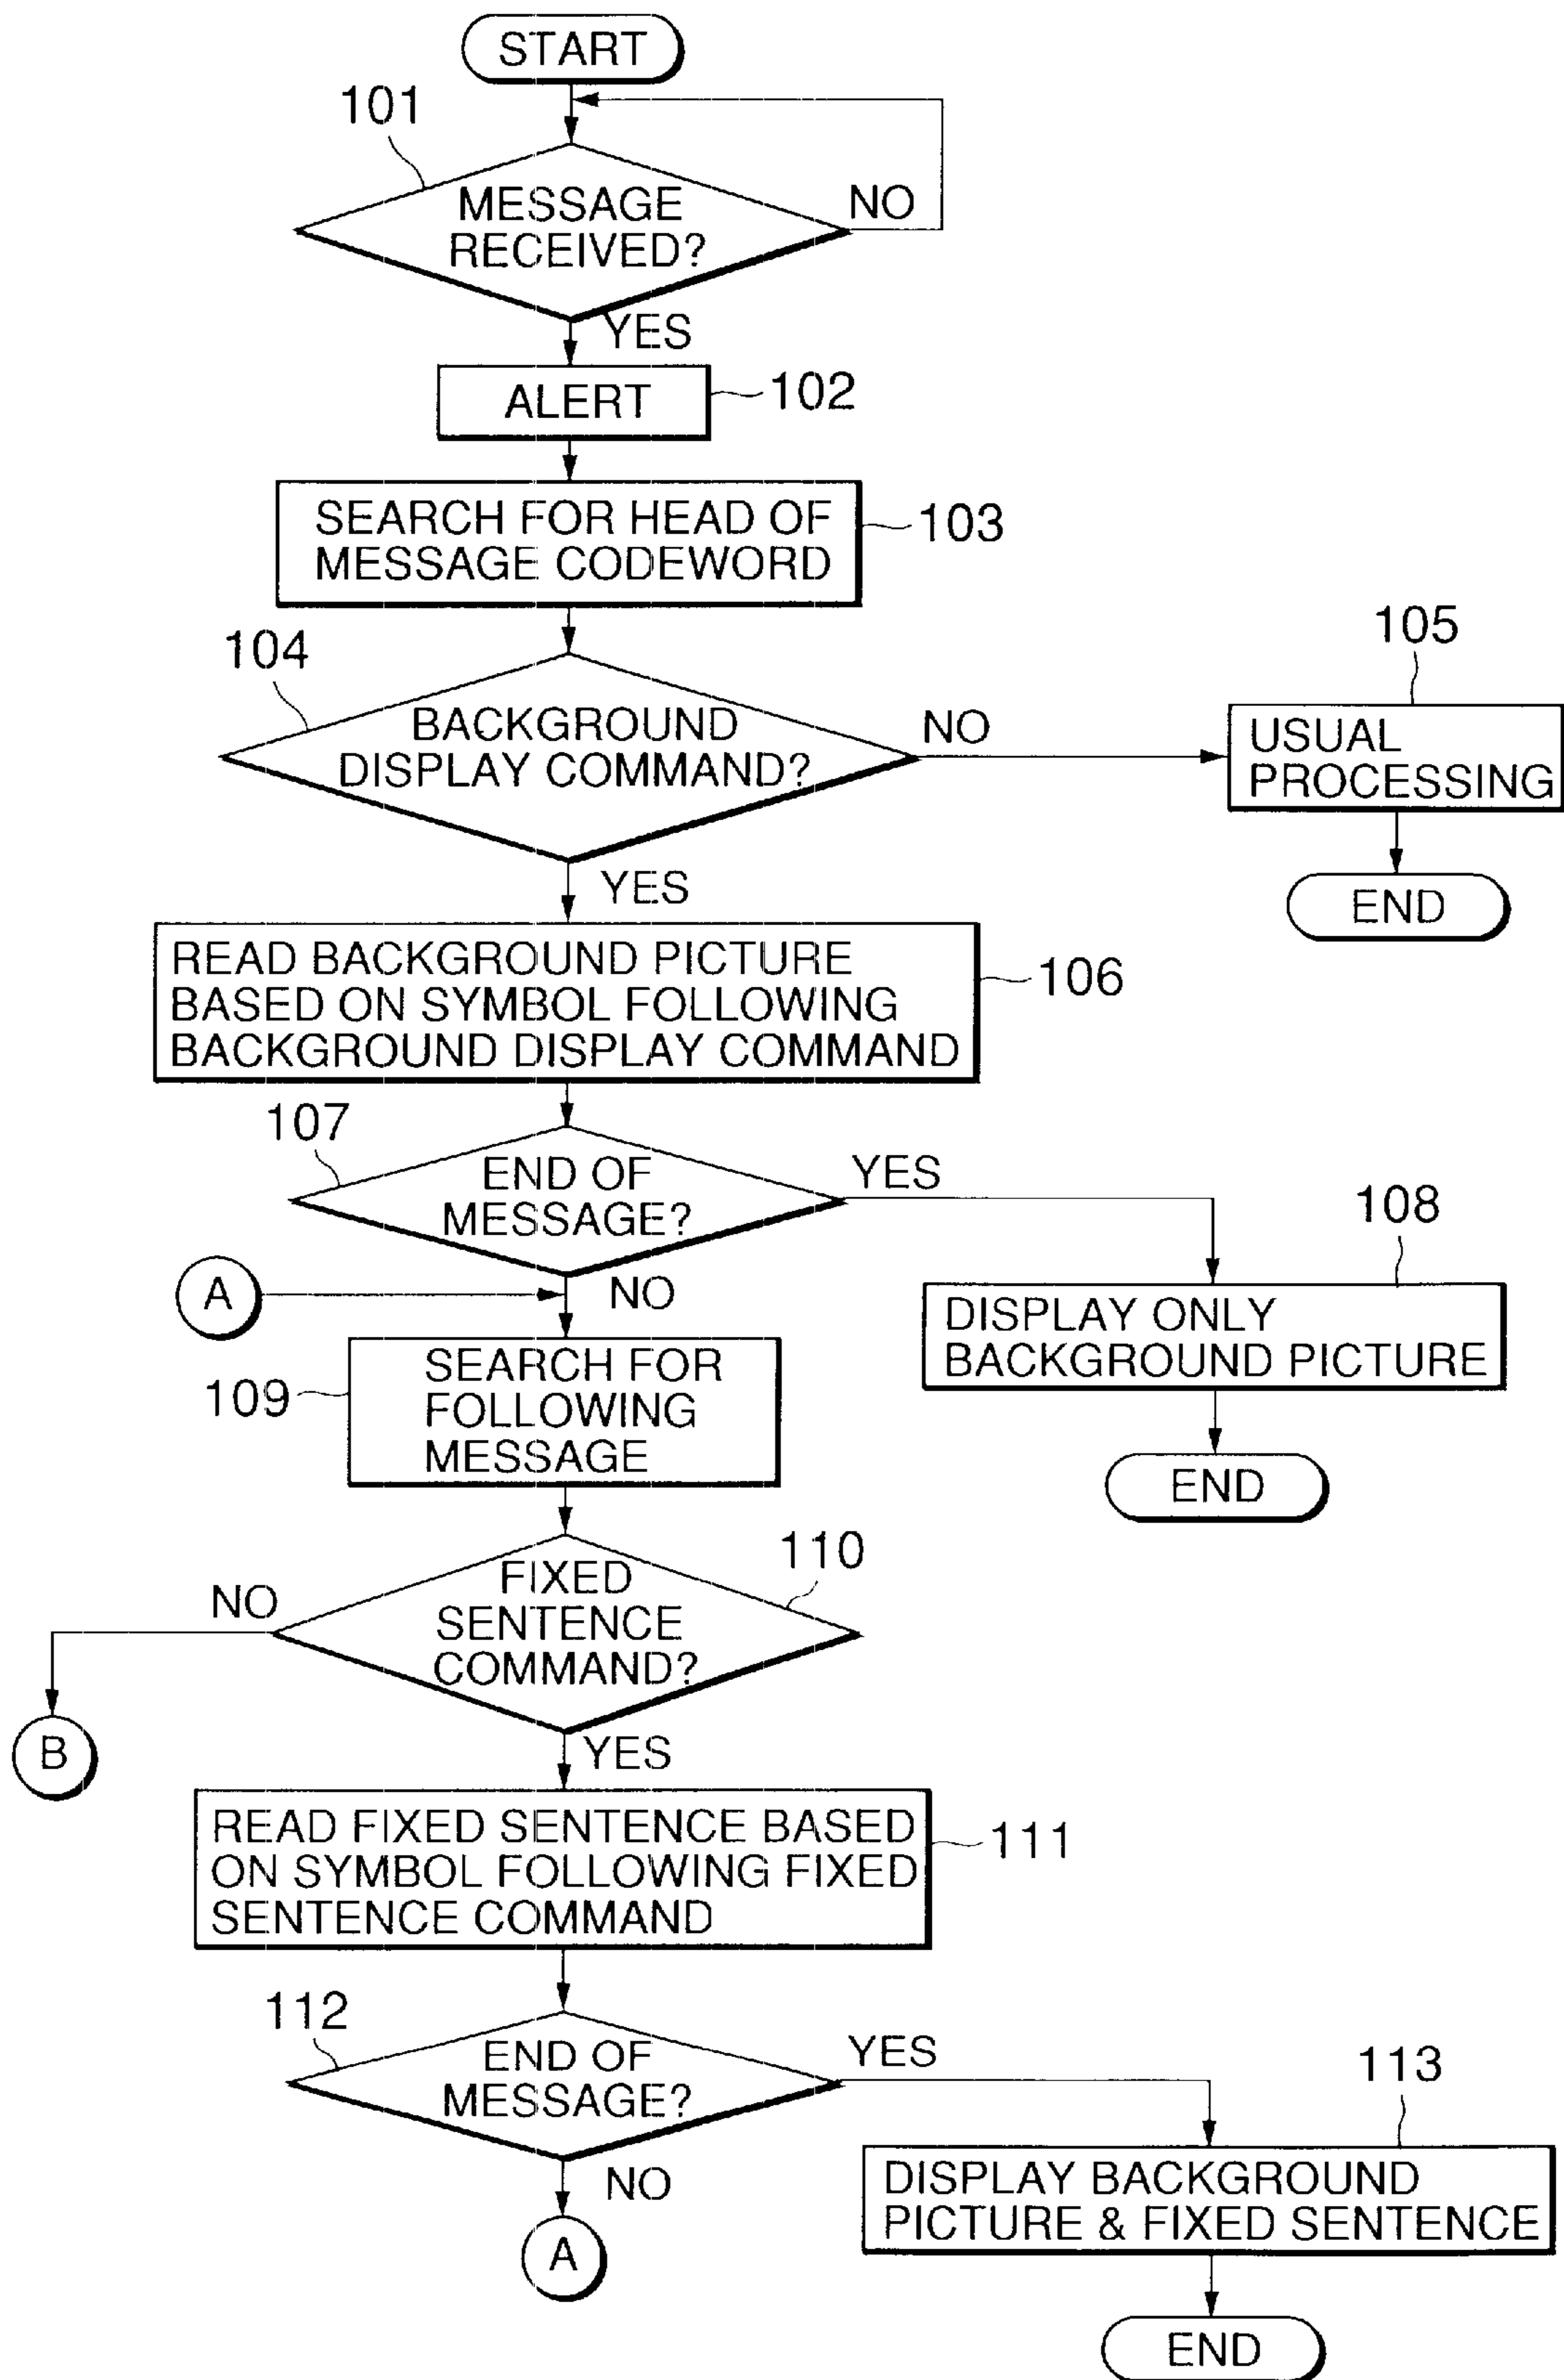 START
101
MESSAGE
RECEIVED?
NO
YES
ALERT
102
SEARCH FOR HEAD OF
MESSAGE CODEWORD
103
104
BACKGROUND
DISPLAY COMMAND?
NO
105
USUAL
PROCESSING
END
YES
READ BACKGROUND PICTURE
BASED ON SYMBOL FOLLOWING
BACKGROUND DISPLAY COMMAND
106
107
END OF
MESSAGE?
YES
108
DISPLAY ONLY
BACKGROUND PICTURE
END
A
NO
109
SEARCH FOR
FOLLOWING
MESSAGE
110
FIXED
SENTENCE
COMMAND?
NO
B
YES
READ FIXED SENTENCE BASED
ON SYMBOL FOLLOWING FIXED
SENTENCE COMMAND
111
112
END OF
MESSAGE?
YES
113
DISPLAY BACKGROUND
PICTURE & FIXED SENTENCE
END
NO
A